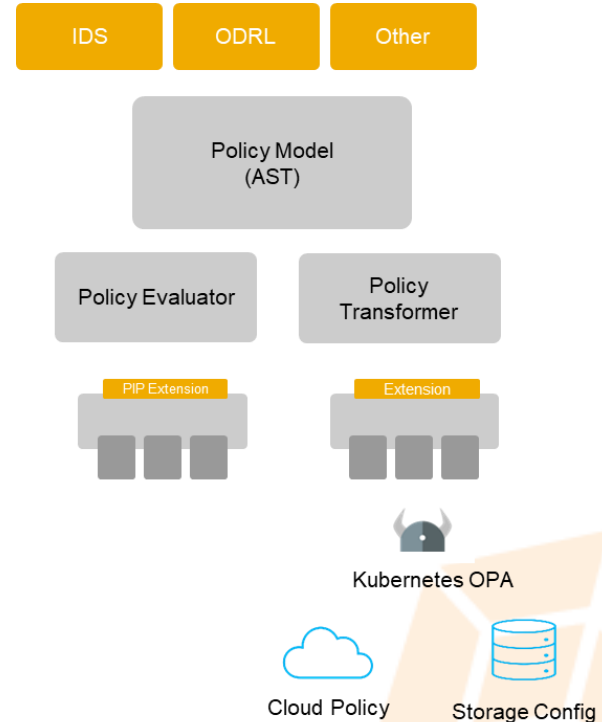 IDS
ODRL
Other
Policy Model
(AST)
Policy Evaluator
Policy
Transformer
PIP Extension
Extension
Kubernetes OPA
Cloud Policy
Storage Config